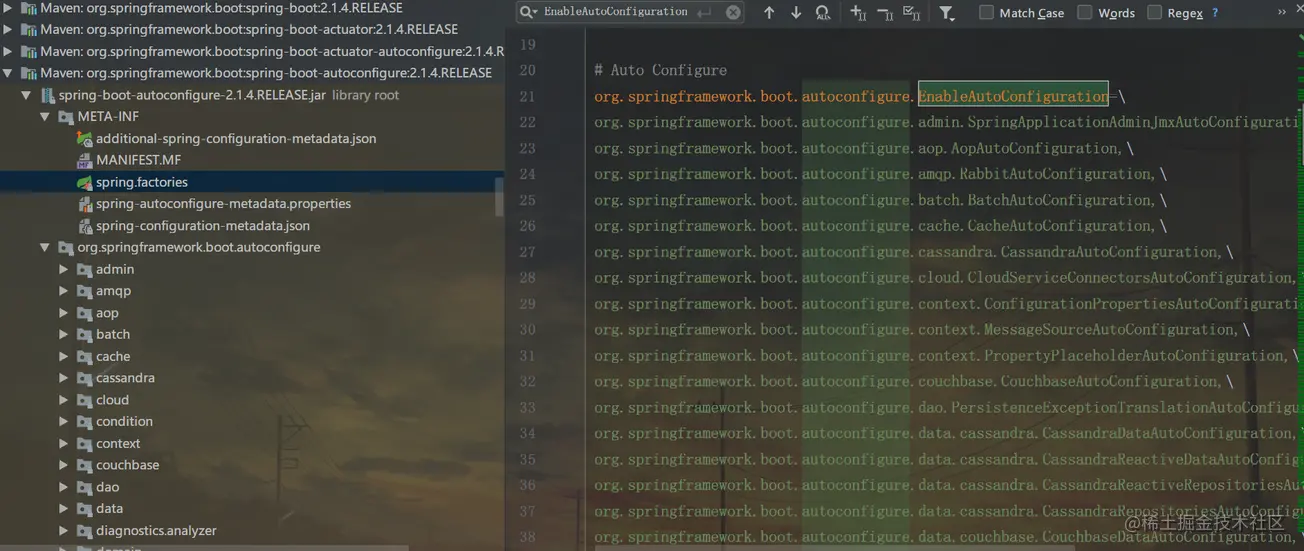 Maven: org.springframework.boot:spring-boot:2.1.4.RELEASE
Maven: org.springframework.boot:spring-boot-actuator:2.1.4.RELEASE
Maven: org.springframework.boot:spring-boot-actuator-autoconfigure:2.1.4.R
Maven: org.springframework.boot:spring-boot-autoconfigure:2.1.4.RELEASE
spring-boot-autoconfigure-2.1.4.RELEASE.jar library root
META-INF
additional-spring-configuration-metadata.json
MANIFEST.MF
spring.factories
spring-autoconfigure-metadata.properties
spring-configuration-metadata.json
org.springframework.boot.autoconfigure
admin
amqp
aop
batch
cache
cassandra
cloud
condition
context
couchbase
dao
data
diagnostics.analyzer
EnableAutoConfiguration Match Case Words Regex ? »
19
20 # Auto Configure
21 org.springframework.boot.autoconfigure.EnableAutoConfiguration=\
22 org.springframework.boot.autoconfigure.admin.SpringApplicationAdminJmxAutoConfigurati
23 org.springframework.boot.autoconfigure.aop.AopAutoConfiguration,\
24 org.springframework.boot.autoconfigure.amqp.RabbitAutoConfiguration,\
25 org.springframework.boot.autoconfigure.batch.BatchAutoConfiguration,\
26 org.springframework.boot.autoconfigure.cache.CacheAutoConfiguration,\
27 org.springframework.boot.autoconfigure.cassandra.CassandraAutoConfiguration,\
28 org.springframework.boot.autoconfigure.cloud.CloudServiceConnectorsAutoConfiguration,
29 org.springframework.boot.autoconfigure.context.ConfigurationPropertiesAutoConfigurati
30 org.springframework.boot.autoconfigure.context.MessageSourceAutoConfiguration,\
31 org.springframework.boot.autoconfigure.context.PropertyPlaceholderAutoConfiguration,\
32 org.springframework.boot.autoconfigure.couchbase.CouchbaseAutoConfiguration,\
33 org.springframework.boot.autoconfigure.dao.PersistenceExceptionTranslationAutoConfigu
34 org.springframework.boot.autoconfigure.data.cassandra.CassandraDataAutoConfiguration,\
35 org.springframework.boot.autoconfigure.data.cassandra.CassandraReactiveDataAutoConfig
36 org.springframework.boot.autoconfigure.data.cassandra.CassandraReactiveRepositoriesAut
37 org.springframework.boot.autoconfigure.data.cassandra.CassandraRepositoriesAutoConfigu
38 org.springframework.boot.autoconfigure.data.couchbase.CouchbaseDataAutoConfiguration,\
@稀土掘金技术社区